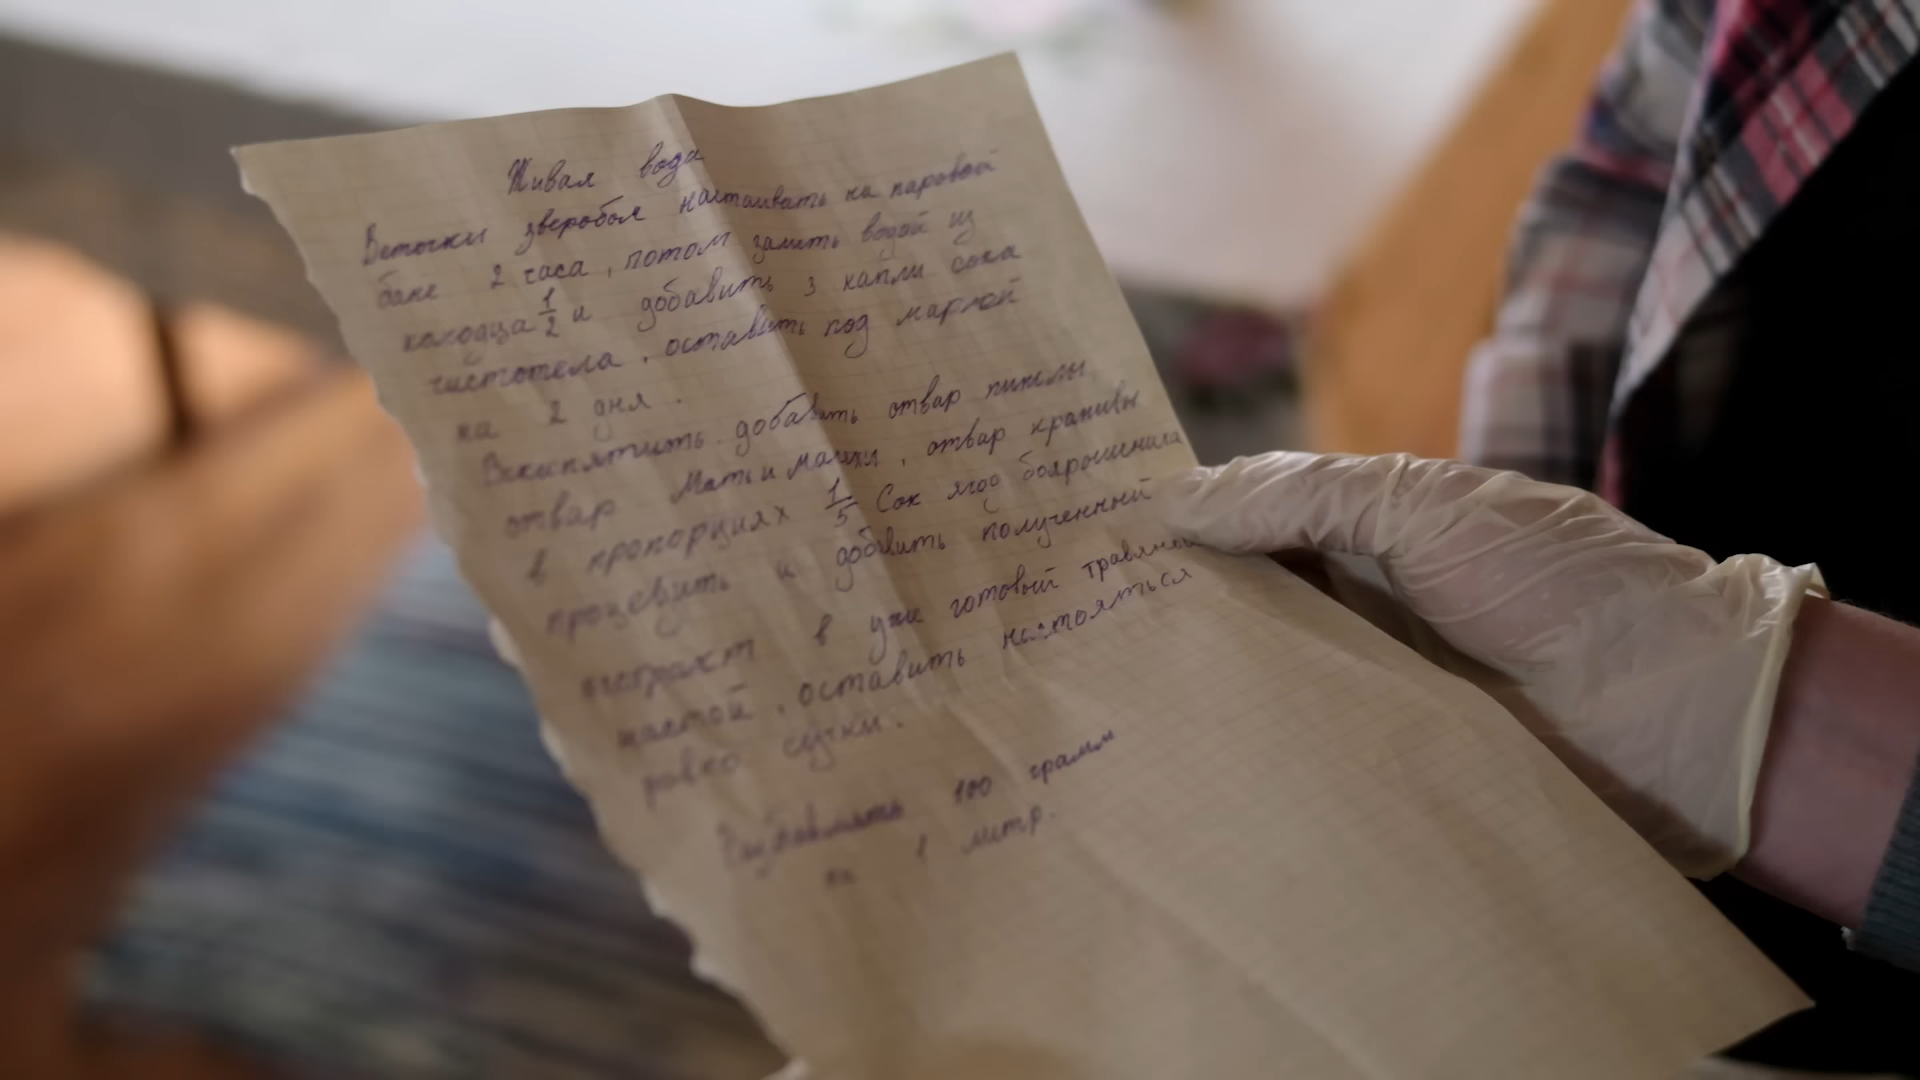 Живая вода
Веточки зверобоя настаивать на паровой
бане 2 часа, потом залить водой из
колодца 1/2 и добавить 3 капли сока
чистотела, оставить под марлей
на 2 дня.
Вскипятить добавить отвар пижмы,
отвар Мать и мачехи, отвар крапивы
в пропорциях 1/5 Сок ягод боярышника
процедить и добавить полученный
экстракт в уже готовый травяной
настой, оставить настояться
ровно сутки.
Разбавлять 100 грамм
на 1 литр.